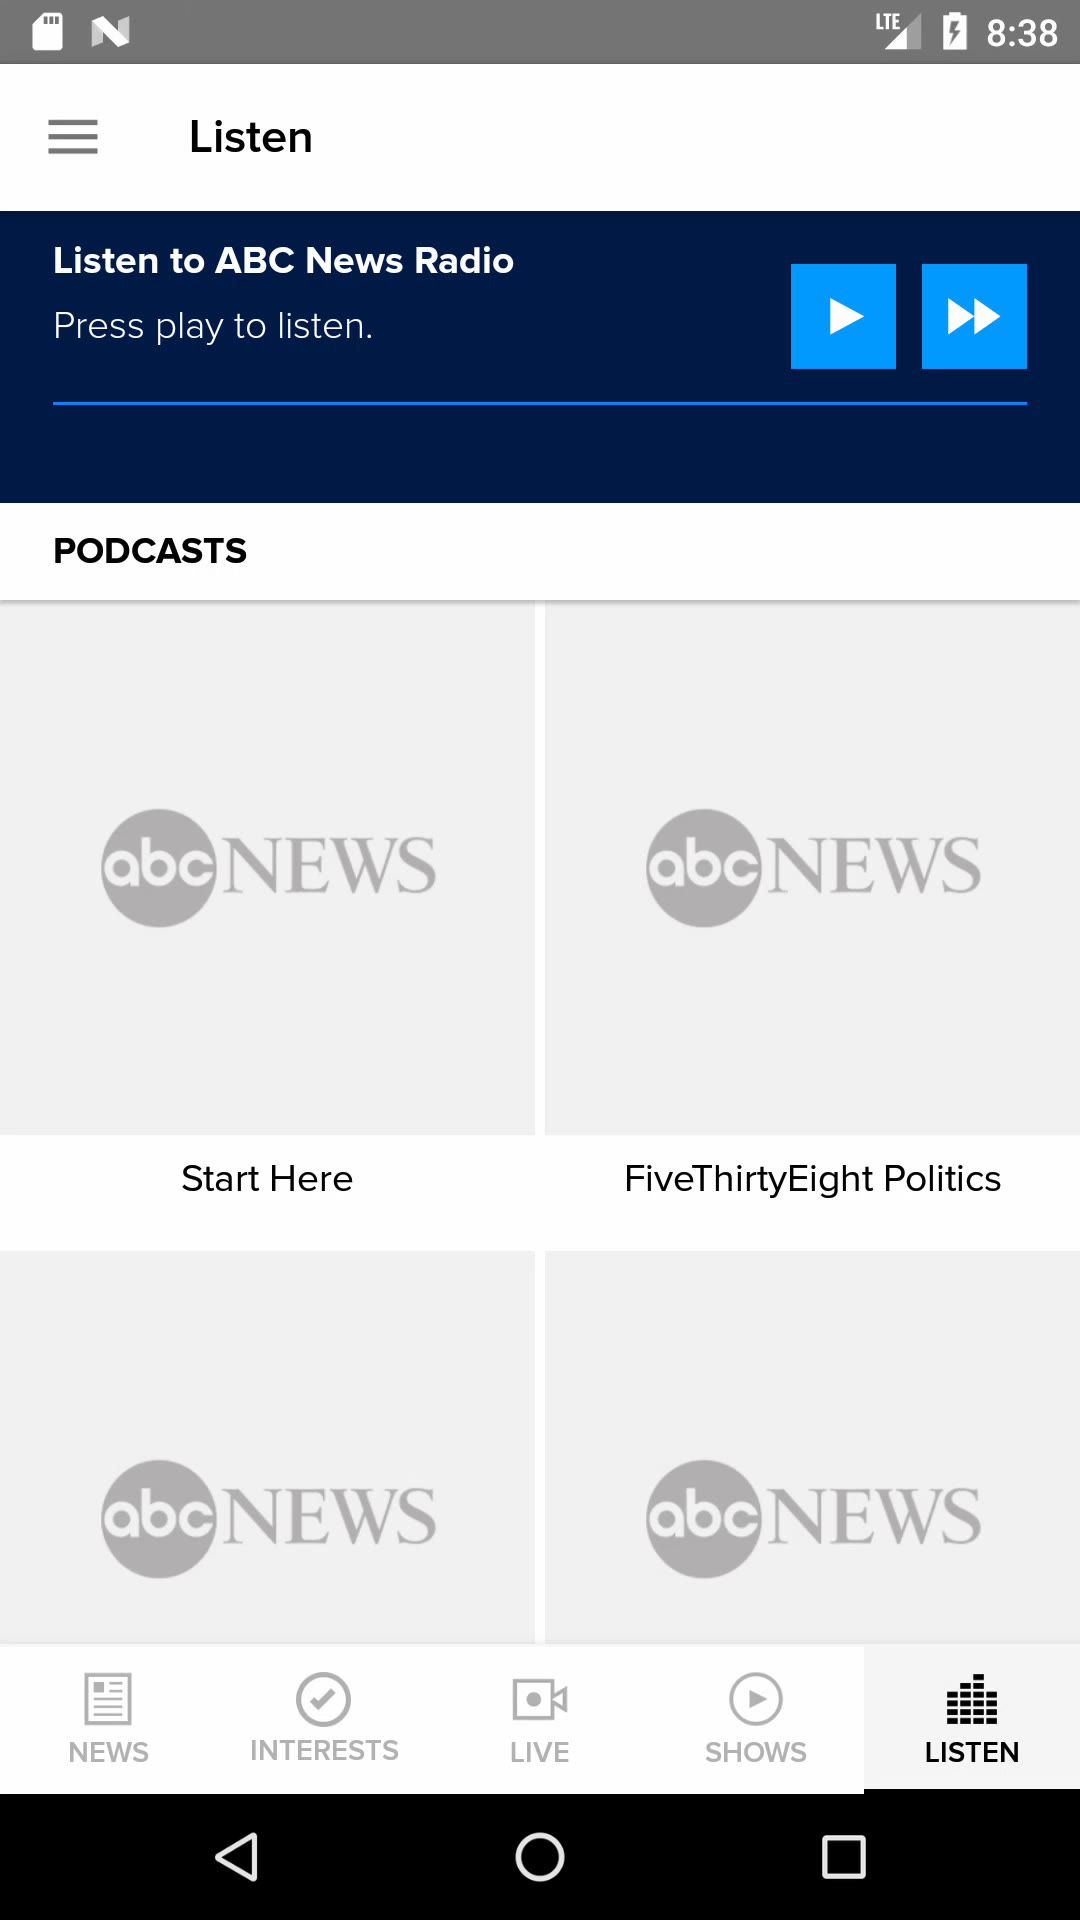 LTE 8:38
Listen
Listen to ABC News Radio
Press play to listen.
PODCASTS
abc NEWS
abc NEWS
Start Here
FiveThirtyEight Politics
abc NEWS
abc NEWS
NEWS
INTERESTS
LIVE
SHOWS
LISTEN